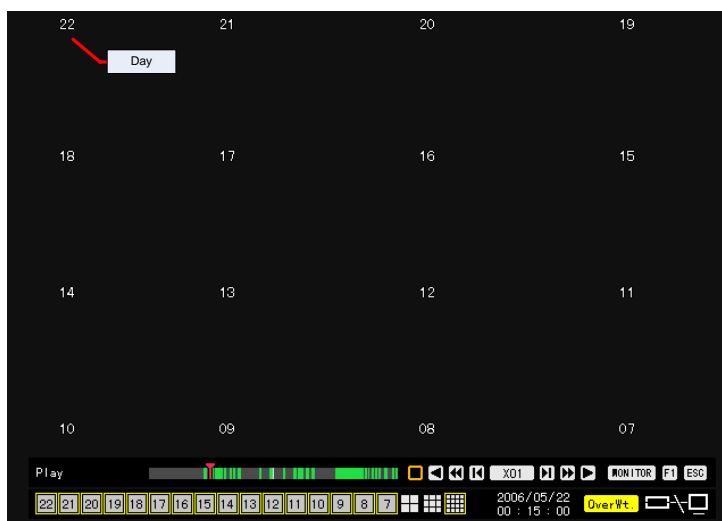 22 21 20 19
Day
18 17 16 15
14 13 12 11
10 09 08 07
Play X01 MONITOR F1 ESC
22 21 20 19 18 17 16 15 14 13 12 11 10 9 8 7 2006/05/22 OverWt.
00 : 15 : 00